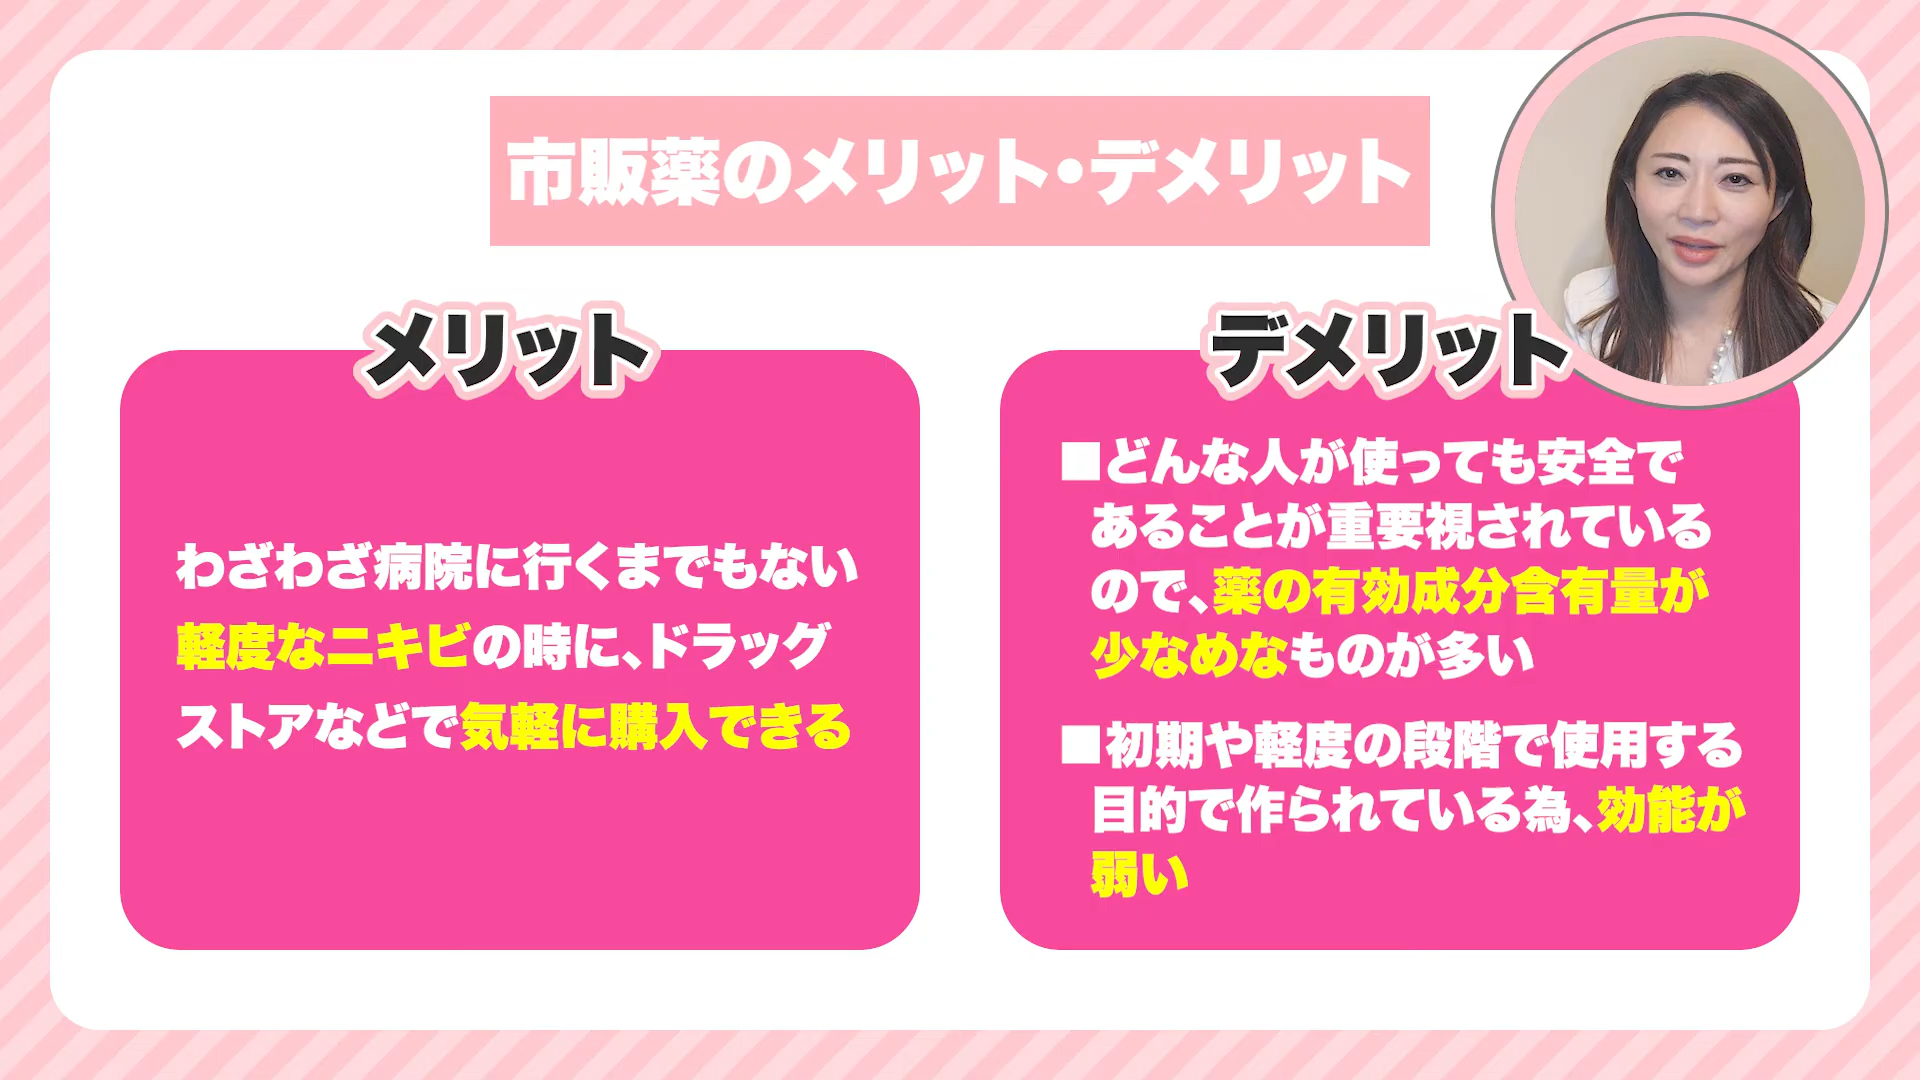 市販薬のメリット・デメリット
メリット
わざわざ病院に行くまでもない
軽度なニキビの時に、ドラッグ
ストアなどで気軽に購入できる
デメリット
■どんな人が使っても安全で
あることが重要視されている
ので、薬の有効成分含有量が
少なめなものが多い
■初期や軽度の段階で使用する
目的で作られている為、効能が
弱い